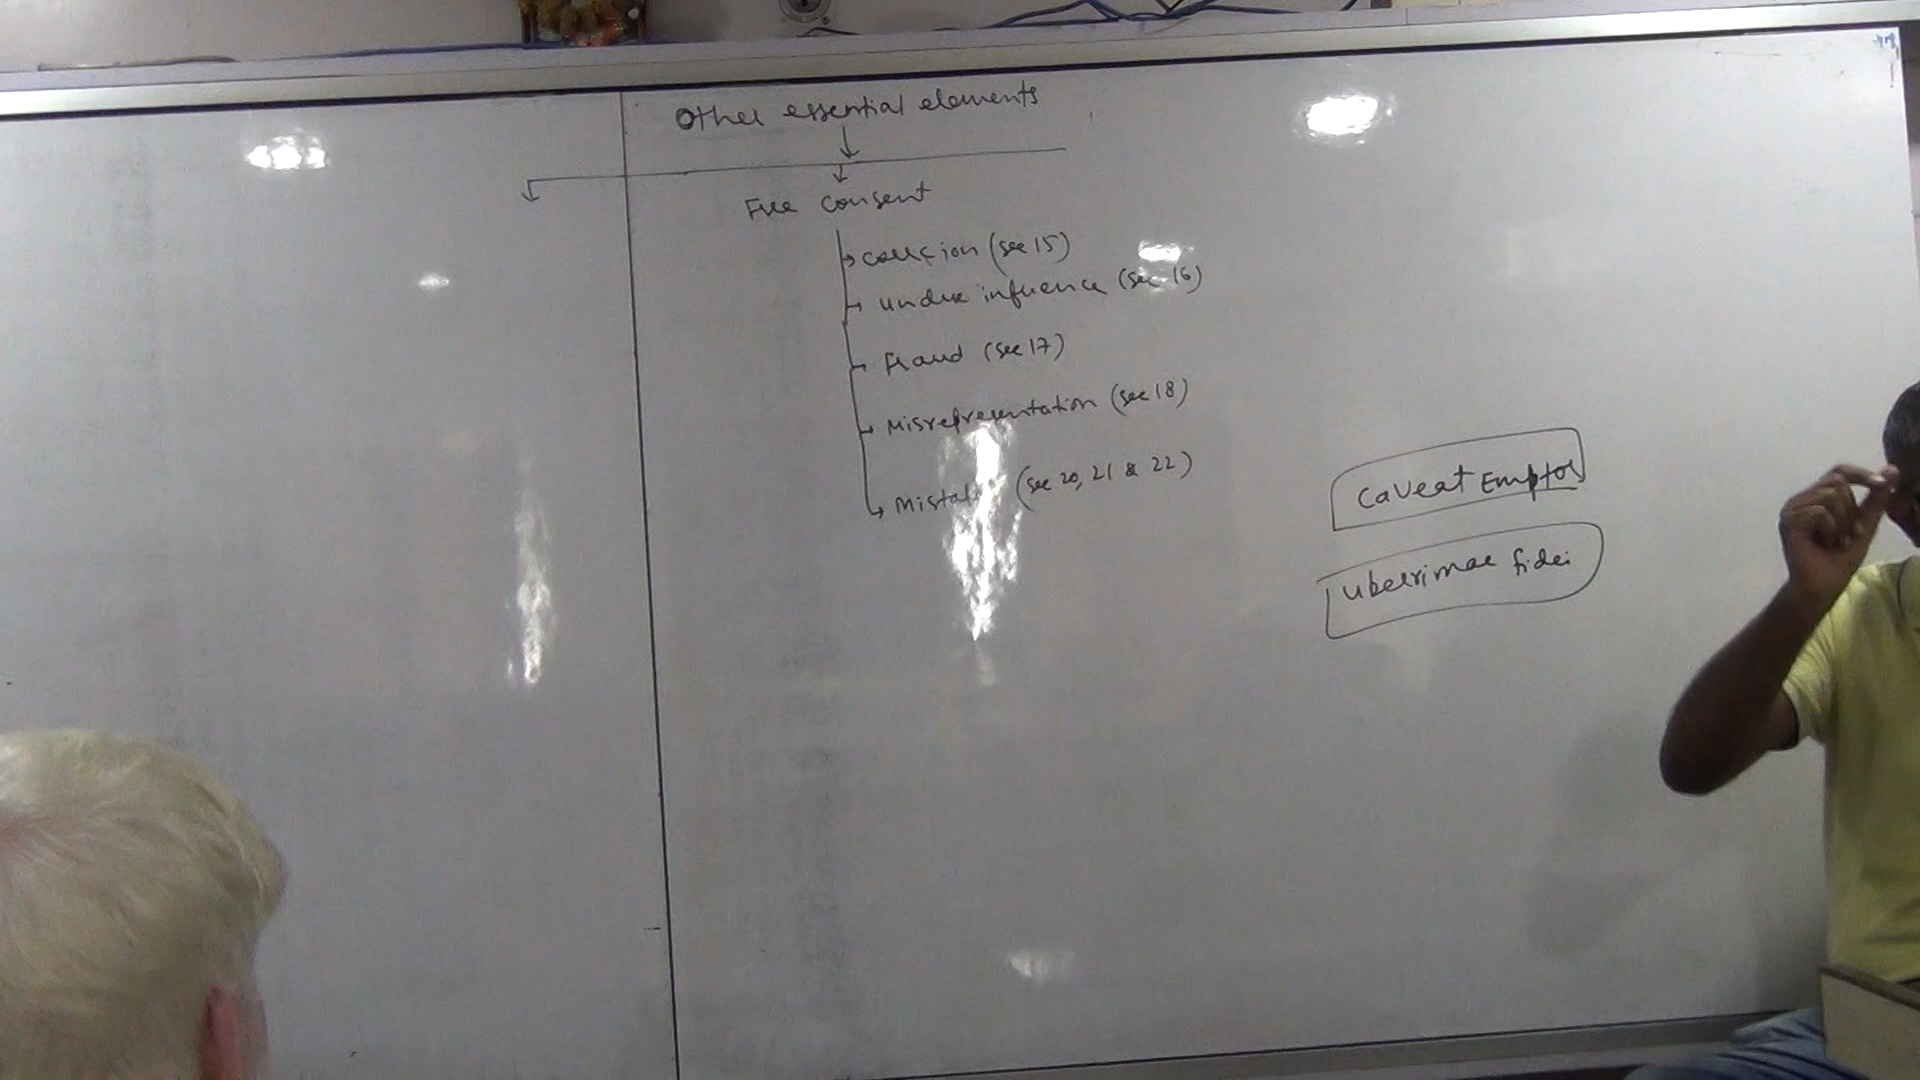 Other essential elements
Free consent
coercion (sec 15)
undue influence (sec 16)
fraud (sec 17)
Misrepresentation (sec 18)
(sec 20, 21 & 22)
Caveat Emptor
uberrimae fidei